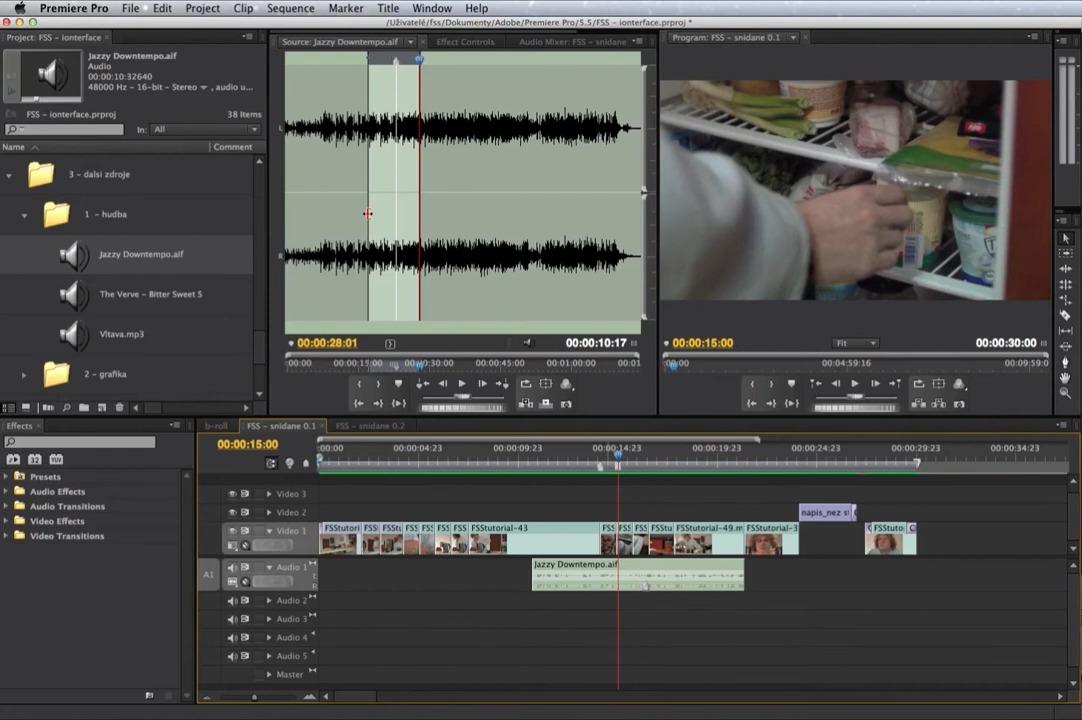 Premiere Pro File Edit Project Clip Sequence Marker Title Window Help
/Uživatelé/fss/Dokumenty/Adobe/Premiere Pro/5.5/FSS - ionterface.prproj *
Project: FSS - ionterface
Jazzy Downtempo.aif
Audio
00:00:10:32640
48000 Hz - 16-bit - Stereo , audio u...
FSS - ionterface.prproj 38 Items
In: All
Name Comment
3 - dalsi zdroje
1 - hudba
Jazzy Downtempo.aif
The Verve - Bitter Sweet S
Vltava.mp3
2 - grafika
Source: Jazzy Downtempo.aif Effect Controls Audio Mixer: FSS - snidane
L
R
00:00:28:01 00:00:10:17
00:00 00:00:30:00 00:00:45:00 00:01:00:00 00:01
Program: FSS - snidane 0.1
00:00:15:00 Fit 00:00:30:00
00:00 00:04:59:16 00:09:59:0
Effects
Presets
Audio Effects
Audio Transitions
Video Effects
Video Transitions
b-roll FSS - snidane 0.1 FSS - snidane 0.2
00:00:15:00 00:00 00:00:04:23 00:00:09:23 00:00:14:23 00:00:19:23 00:00:24:23 00:00:29:23 00:00:34:23
Video 3
Video 2 napis_nez s
Video 1 FSStutori FSS FSStu FSS FSS FSS FSS FSStutorial-43 FSS FSS FSS FSStu FSStutorial-49.m FSStutorial-3 FSStuto
A1 Audio 1 Jazzy Downtempo.aif
Audio 2
Audio 3
Audio 4
Audio 5
Master